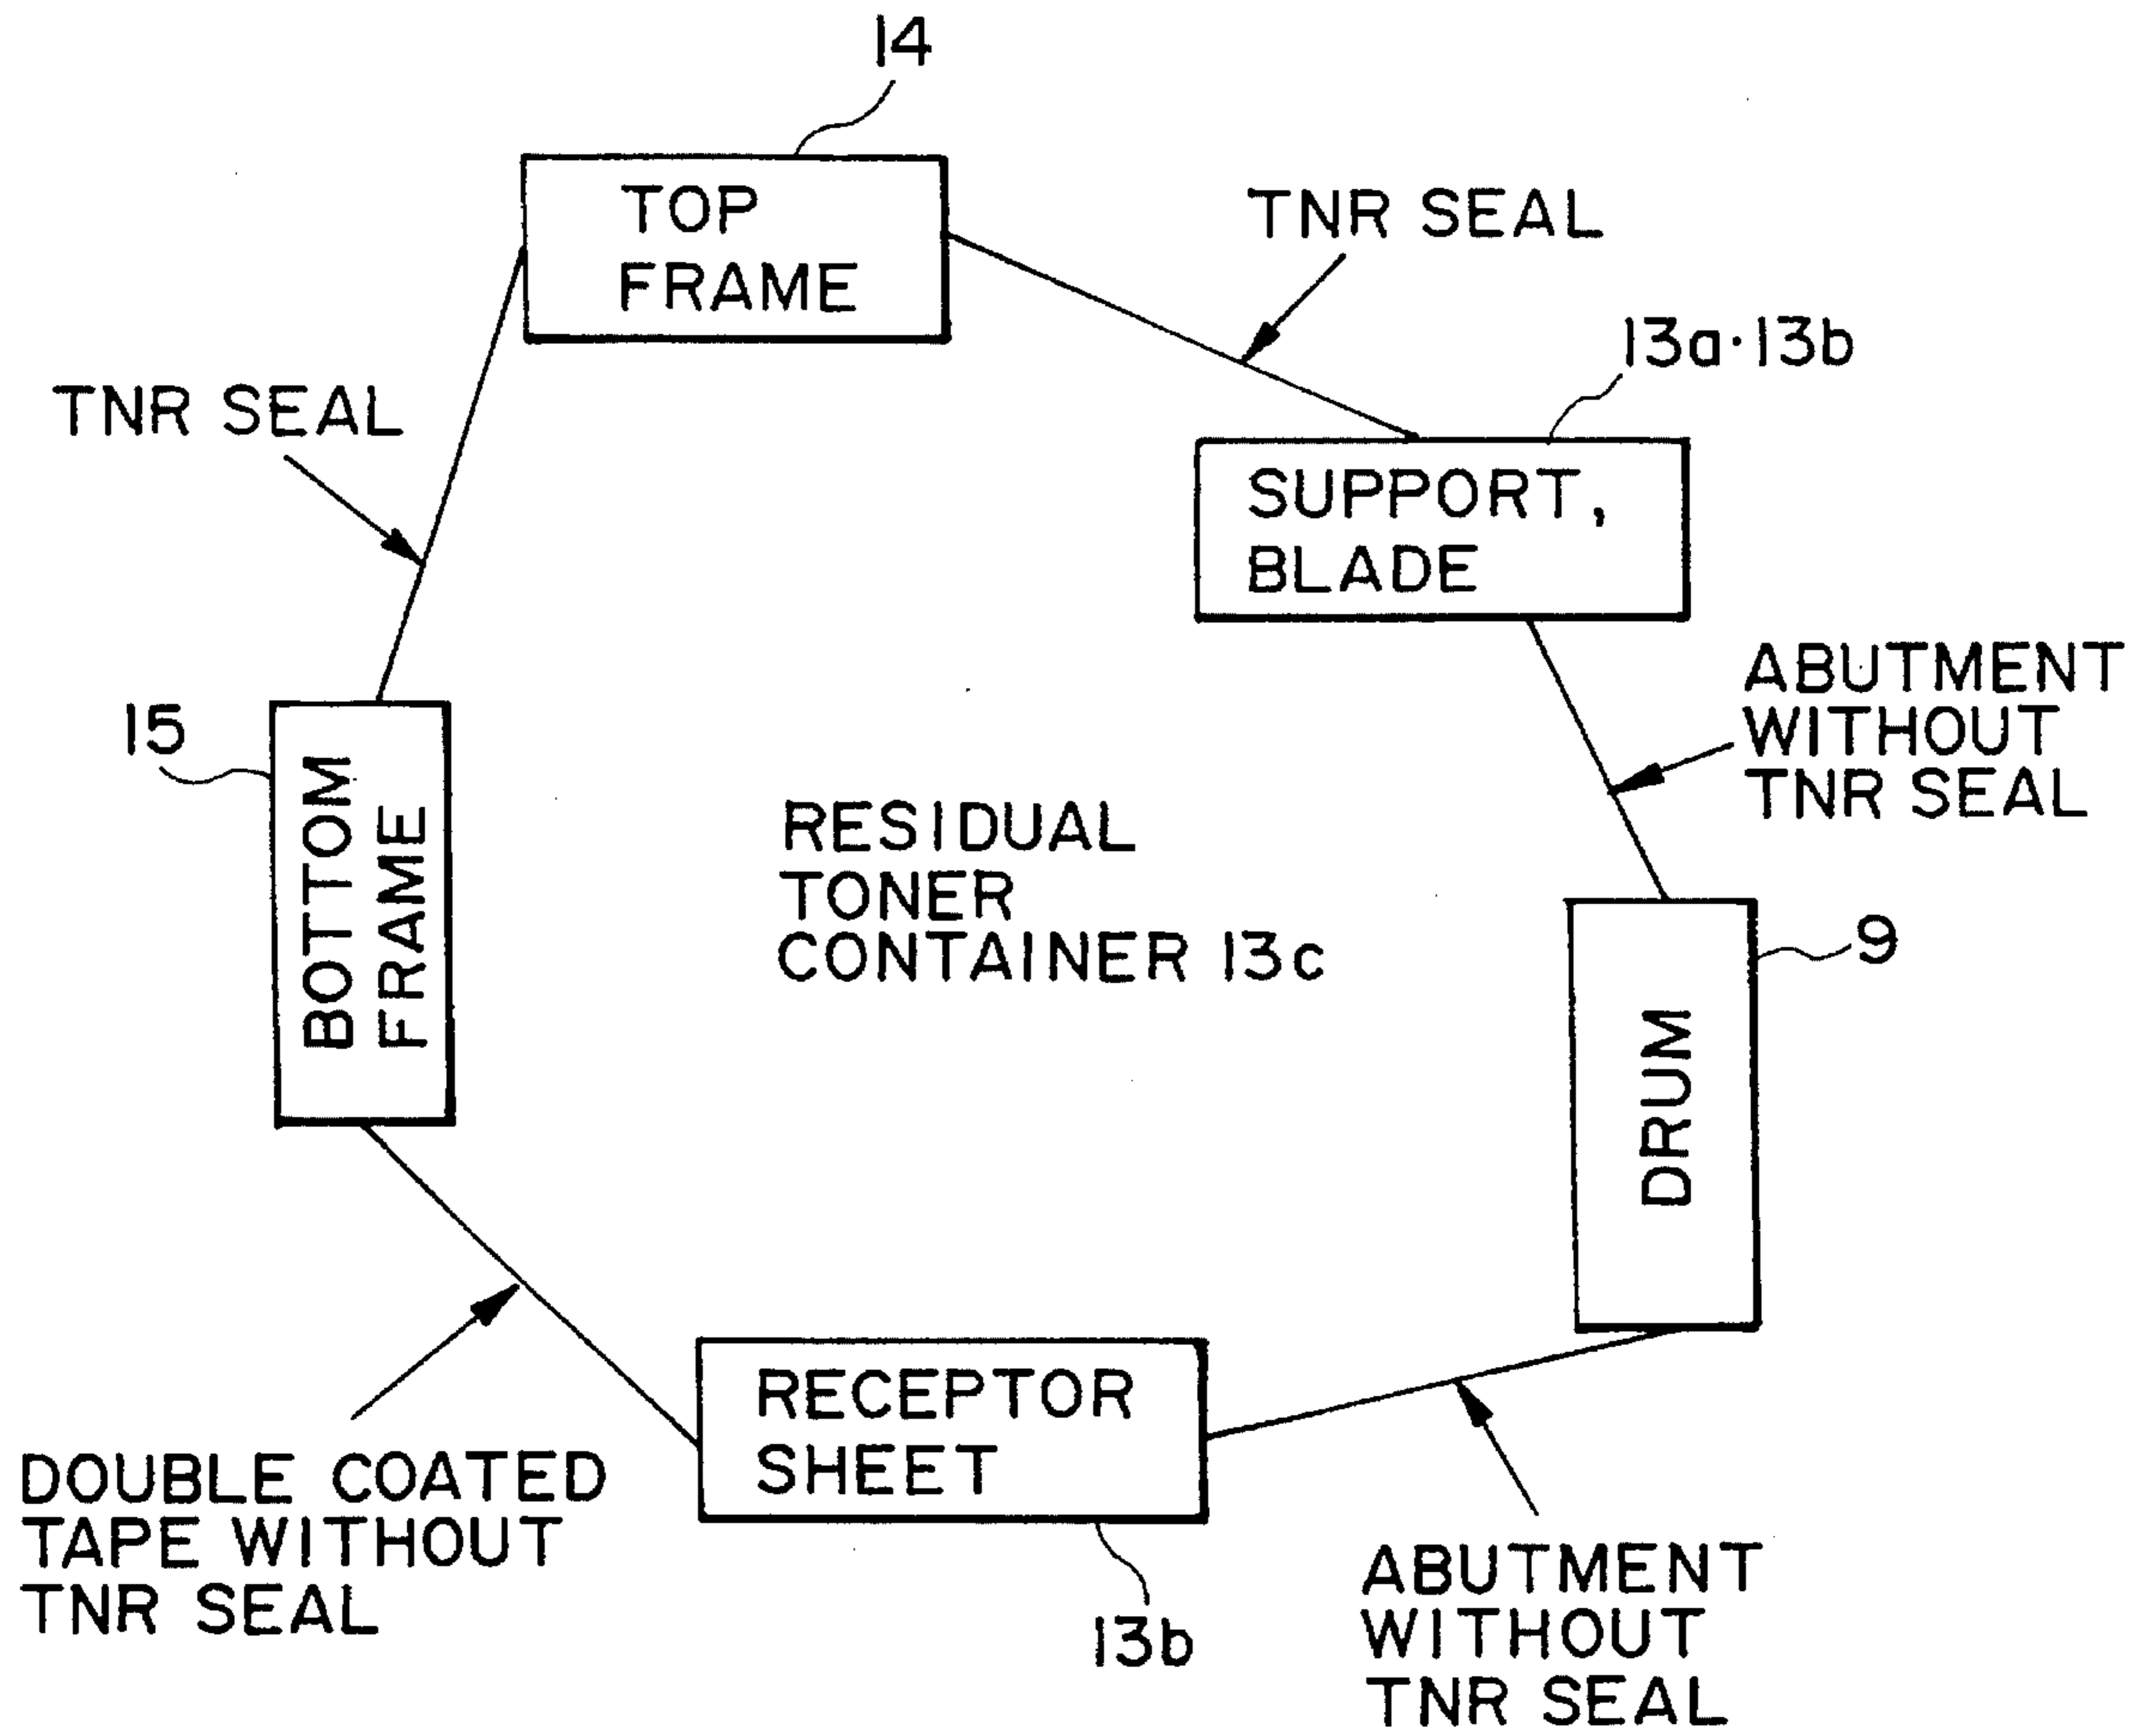 14
TOP
FRAME
TNR SEAL
13a·13b
TNR SEAL
SUPPORT,
BLADE
ABUTMENT
WITHOUT
TNR SEAL
15
BOTTOM
FRAME
RESIDUAL
TONER
CONTAINER 13c
9
DRUM
RECEPTOR
SHEET
DOUBLE COATED
TAPE WITHOUT
TNR SEAL
13b
ABUTMENT
WITHOUT
TNR SEAL